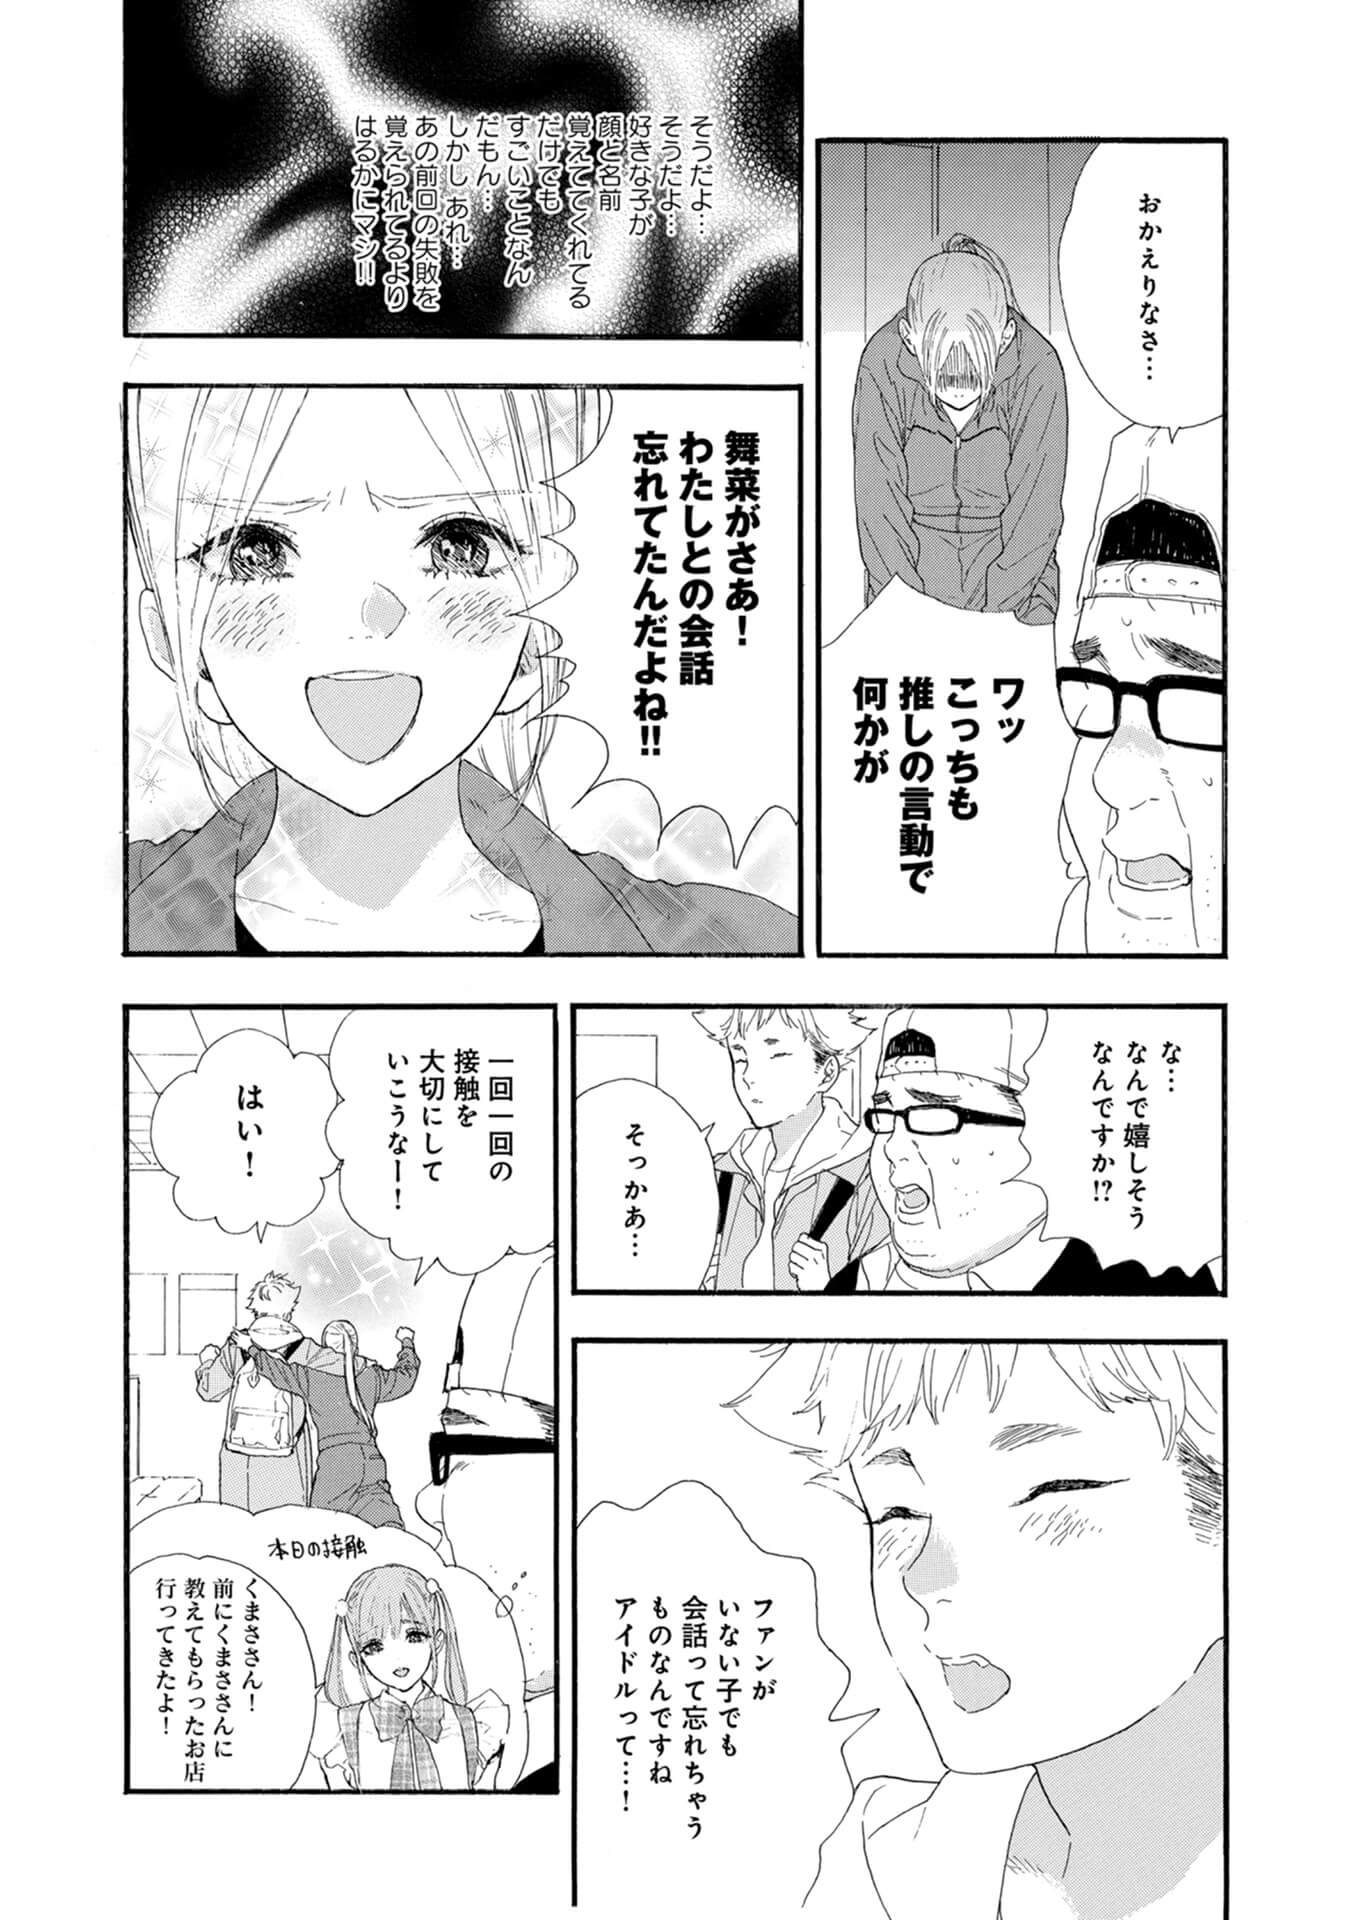 おかえりなさ…
ワッ
こっちも
推しの言動で
何かが
そうだよ…
そうだよ…
好きな子が
顔と名前
覚えててくれてる
だけでも
すごいことなん
だもん…
しかし あれ…
あの前回の失敗を
覚えられてるより
はるかにマシ!!
舞菜がさあ!
わたしとの会話
忘れてたんだよね!!
な…
なんで嬉しそう
なんですか!?
そっかあ…
ファンが
いない子でも
会話って忘れちゃう
ものなんですね
アイドルって…!
一回一回の
接触を
大切にして
いこうなー!
はい!
本日の接触
くまささん!
前にくまささんに
教えてもらったお店
行ってきたよ!